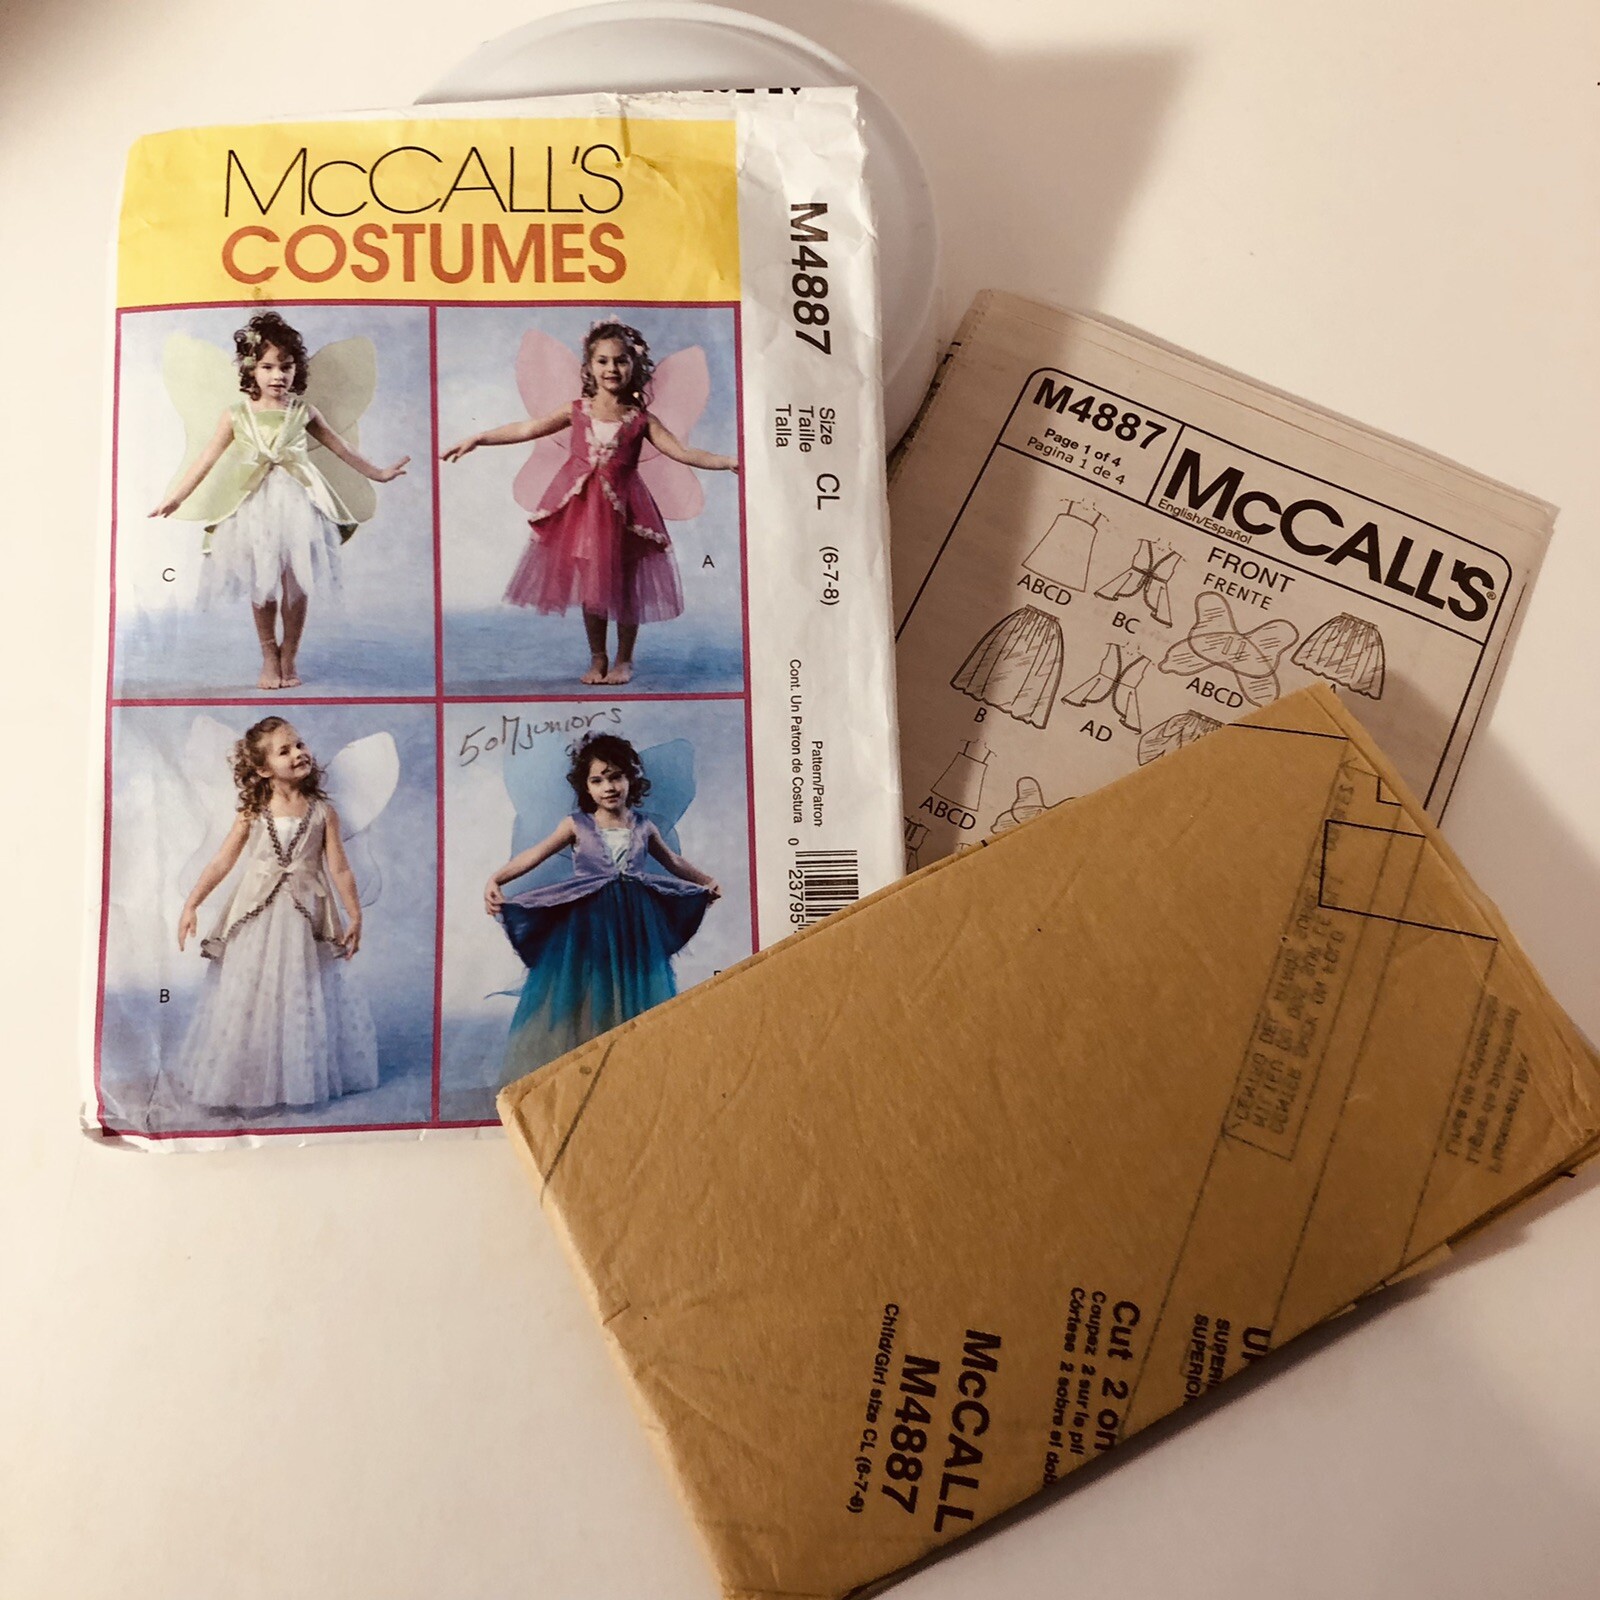 McCALL'S
COSTUMES
C
A
B
M4887
Size
Taille
Talla
CL
(6-7-8)
Pattern/Patron
Cont. Un Patron de Costura
0
23795
M4887
Page 1 of 4
Pagina 1 de 4
McCALL'S®
English/Español
FRONT
FRENTE
ABCD
BC
ABCD
A
B
AD
ABCD
McCALL
M4887
Child/Girl size CL (6-7-8)
Cut 2 on
Coupez 2 sur le pli
Córtese 2 sobre el